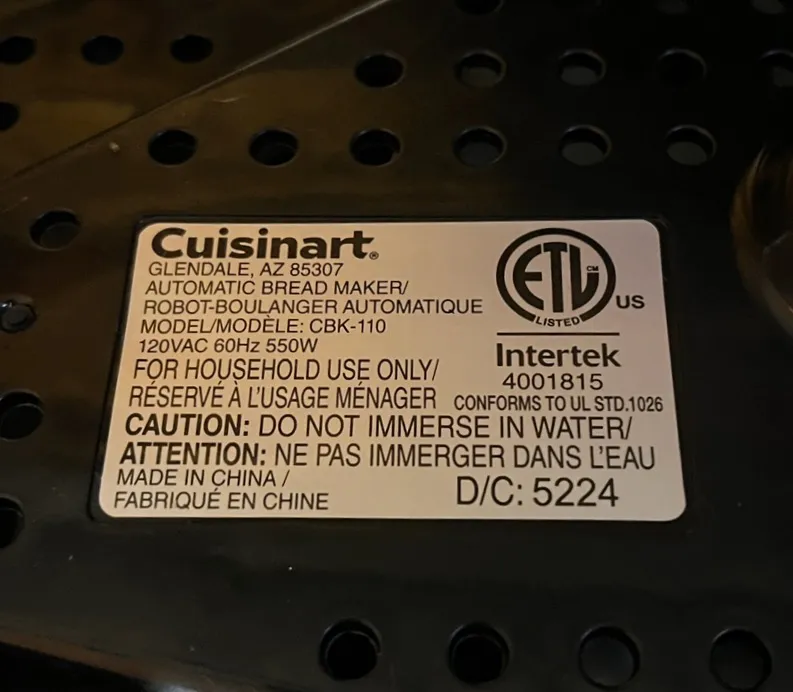 Cuisinart®
GLENDALE, AZ 85307
AUTOMATIC BREAD MAKER/
ROBOT-BOULANGER AUTOMATIQUE
MODEL/MODÈLE: CBK-110
120VAC 60Hz 550W
FOR HOUSEHOLD USE ONLY/
RÉSERVÉ À L'USAGE MÉNAGER
ETL CM
LISTED
US
Intertek
4001815
CONFORMS TO UL STD.1026
CAUTION: DO NOT IMMERSE IN WATER/
ATTENTION: NE PAS IMMERGER DANS L'EAU
MADE IN CHINA /
FABRIQUÉ EN CHINE
D/C: 5224